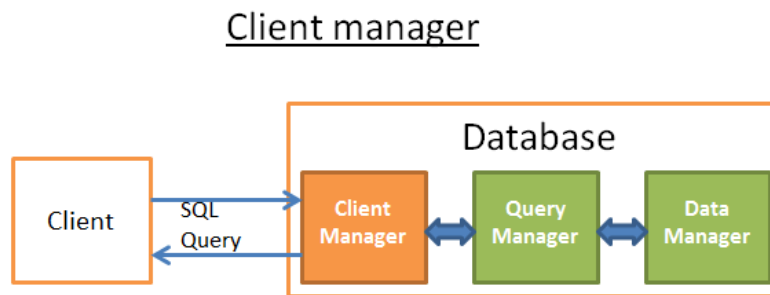 Client manager
Database
Client
SQL
Query
Client
Manager
Query
Manager
Data
Manager